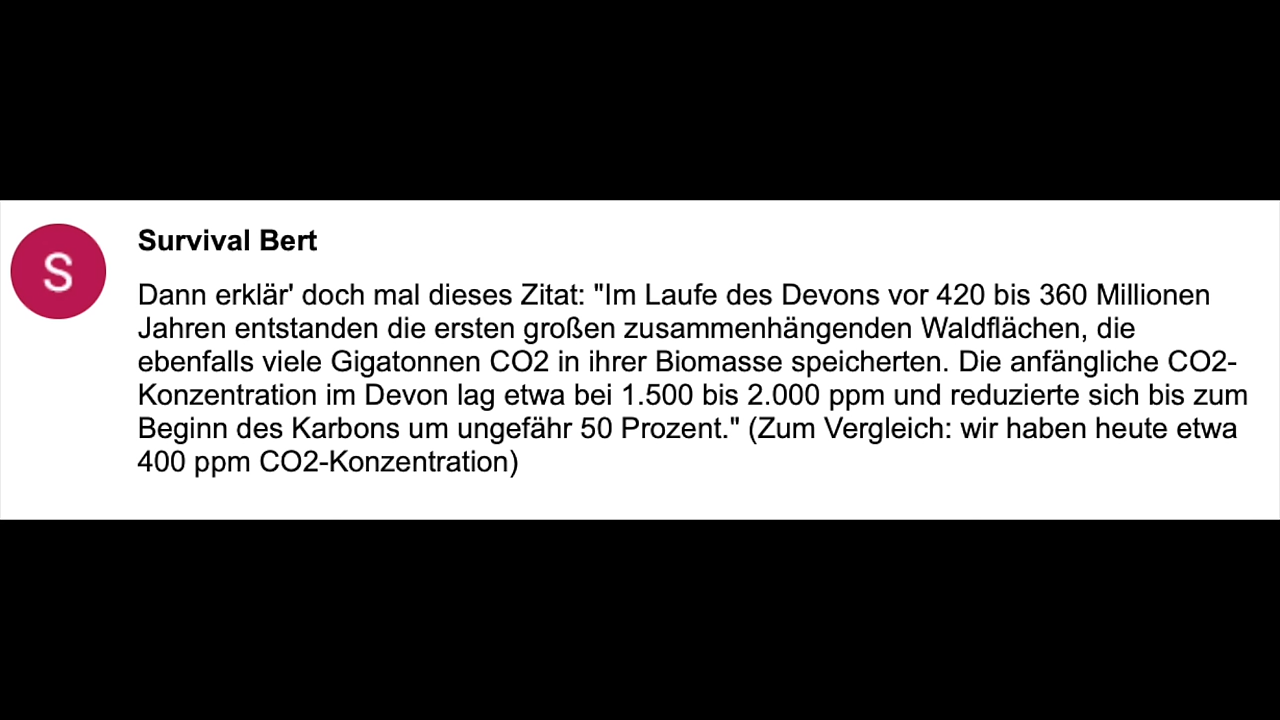 S
Survival Bert
Dann erklär' doch mal dieses Zitat: "Im Laufe des Devons vor 420 bis 360 Millionen
Jahren entstanden die ersten großen zusammenhängenden Waldflächen, die
ebenfalls viele Gigatonnen CO2 in ihrer Biomasse speicherten. Die anfängliche CO2-
Konzentration im Devon lag etwa bei 1.500 bis 2.000 ppm und reduzierte sich bis zum
Beginn des Karbons um ungefähr 50 Prozent." (Zum Vergleich: wir haben heute etwa
400 ppm CO2-Konzentration)